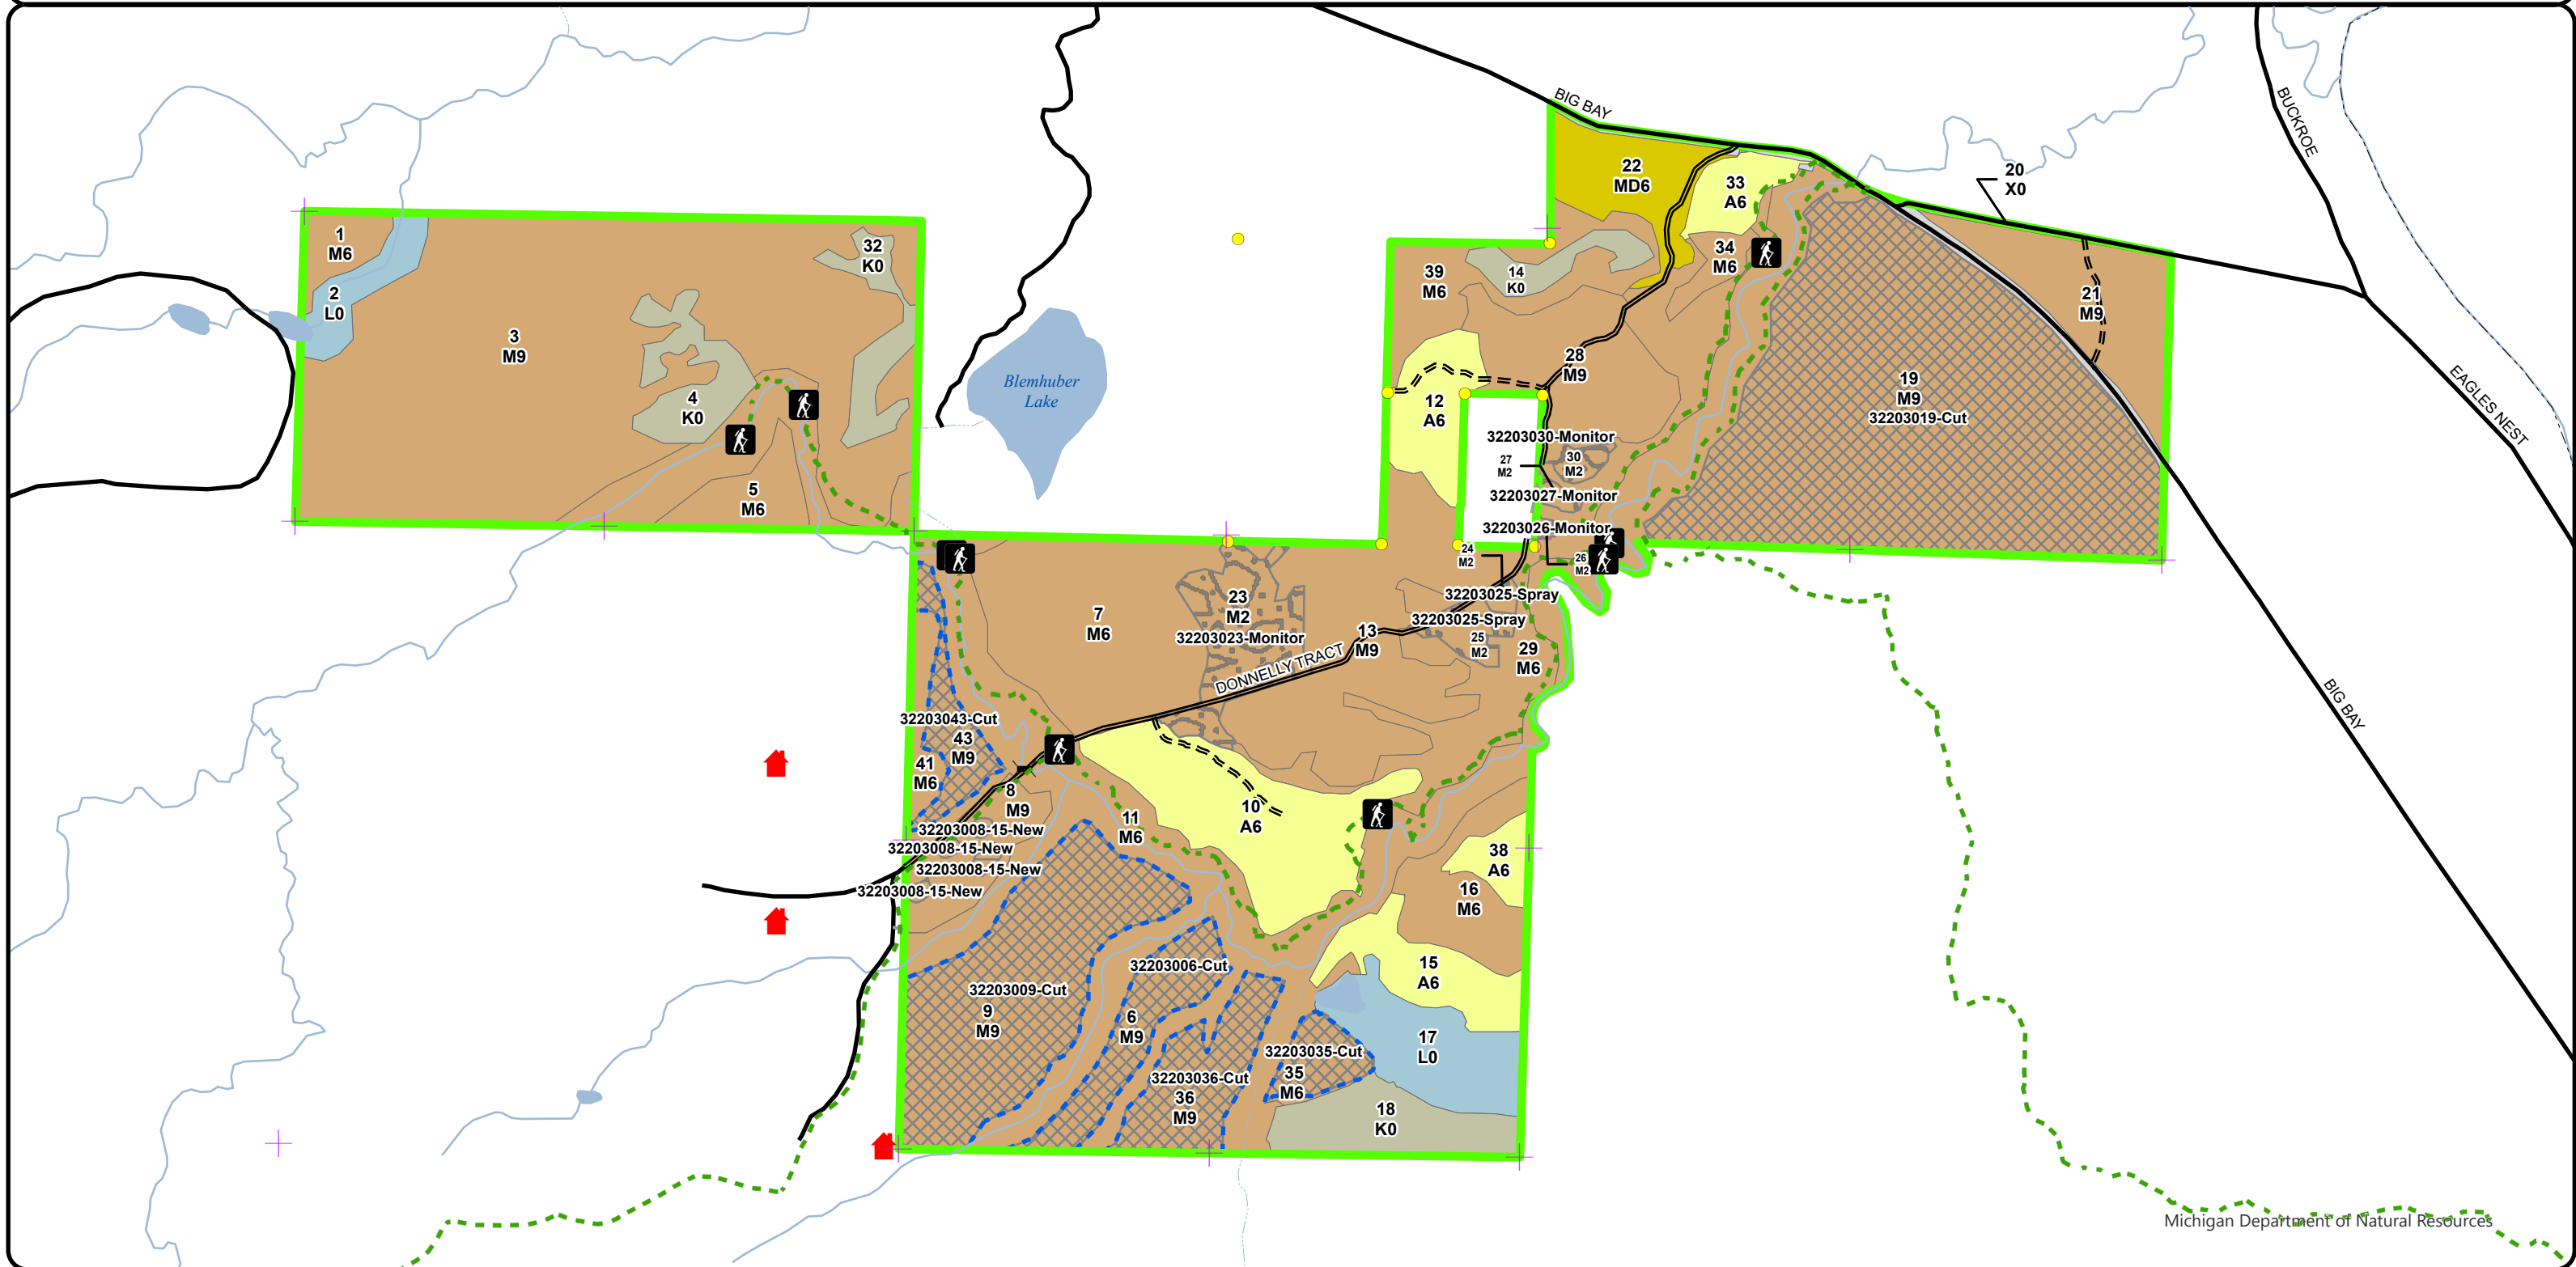 BIG BAY
BUCKROE
20
X0
22
MD6
33
A6
1
M6
32
K0
34
M6
39
M6
14
K0
2
L0
21
M9
3
M9
28
M9
Blemhuber
Lake
19
M9
32203019-Cut
EAGLES NEST
4
K0
12
A6
32203030-Monitor
27
M2
30
M2
5
M6
32203027-Monitor
32203026-Monitor
24
M2
26
M2
32203025-Spray
7
M6
23
M2
32203023-Monitor
32203025-Spray
13
M9
25
M2
29
M6
DONNELLY TRACT
BIG BAY
32203043-Cut
43
M9
41
M6
8
M9
10
A6
11
M6
32203008-15-New
32203008-15-New
32203008-15-New
32203008-15-New
38
A6
16
M6
32203006-Cut
15
A6
32203009-Cut
9
M9
6
M9
17
L0
32203035-Cut
35
M6
32203036-Cut
36
M9
18
K0
Michigan Department of Natural Resources